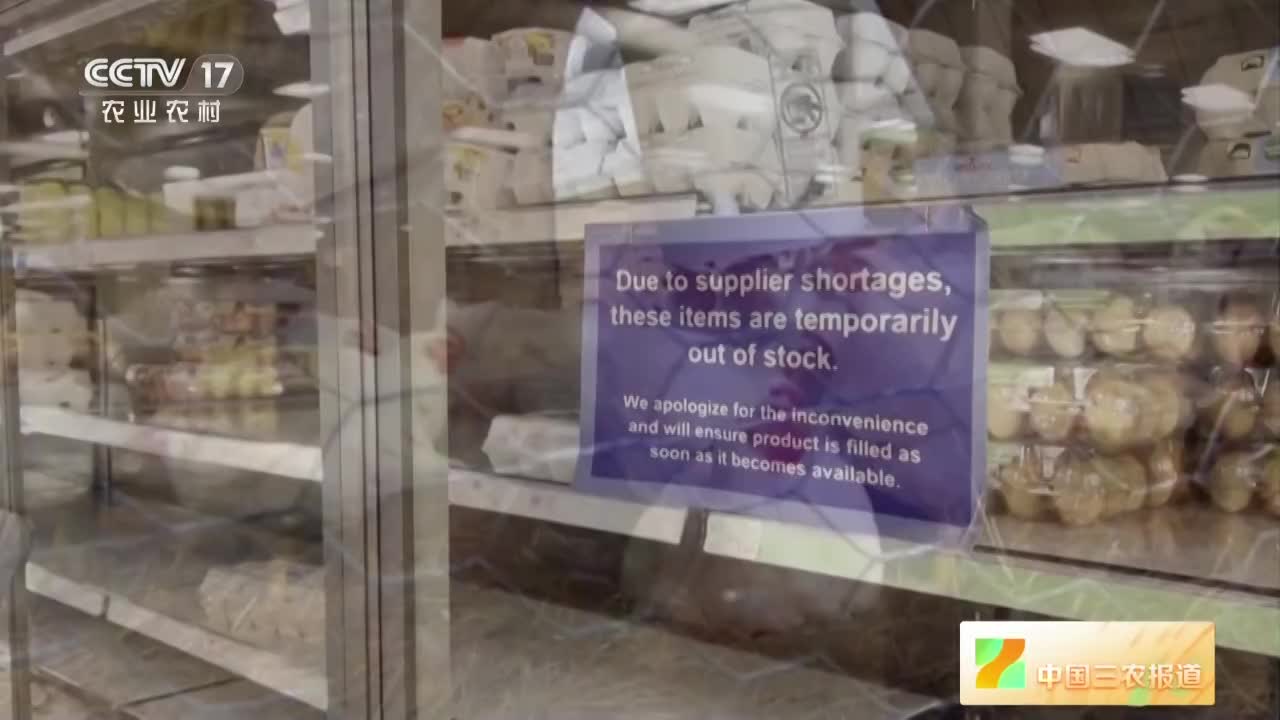 CCTV 17
农业农村
Due to supplier shortages,
these items are temporarily
out of stock.
We apologize for the inconvenience
and will ensure product is filled as
soon as it becomes available.
中国三农报道